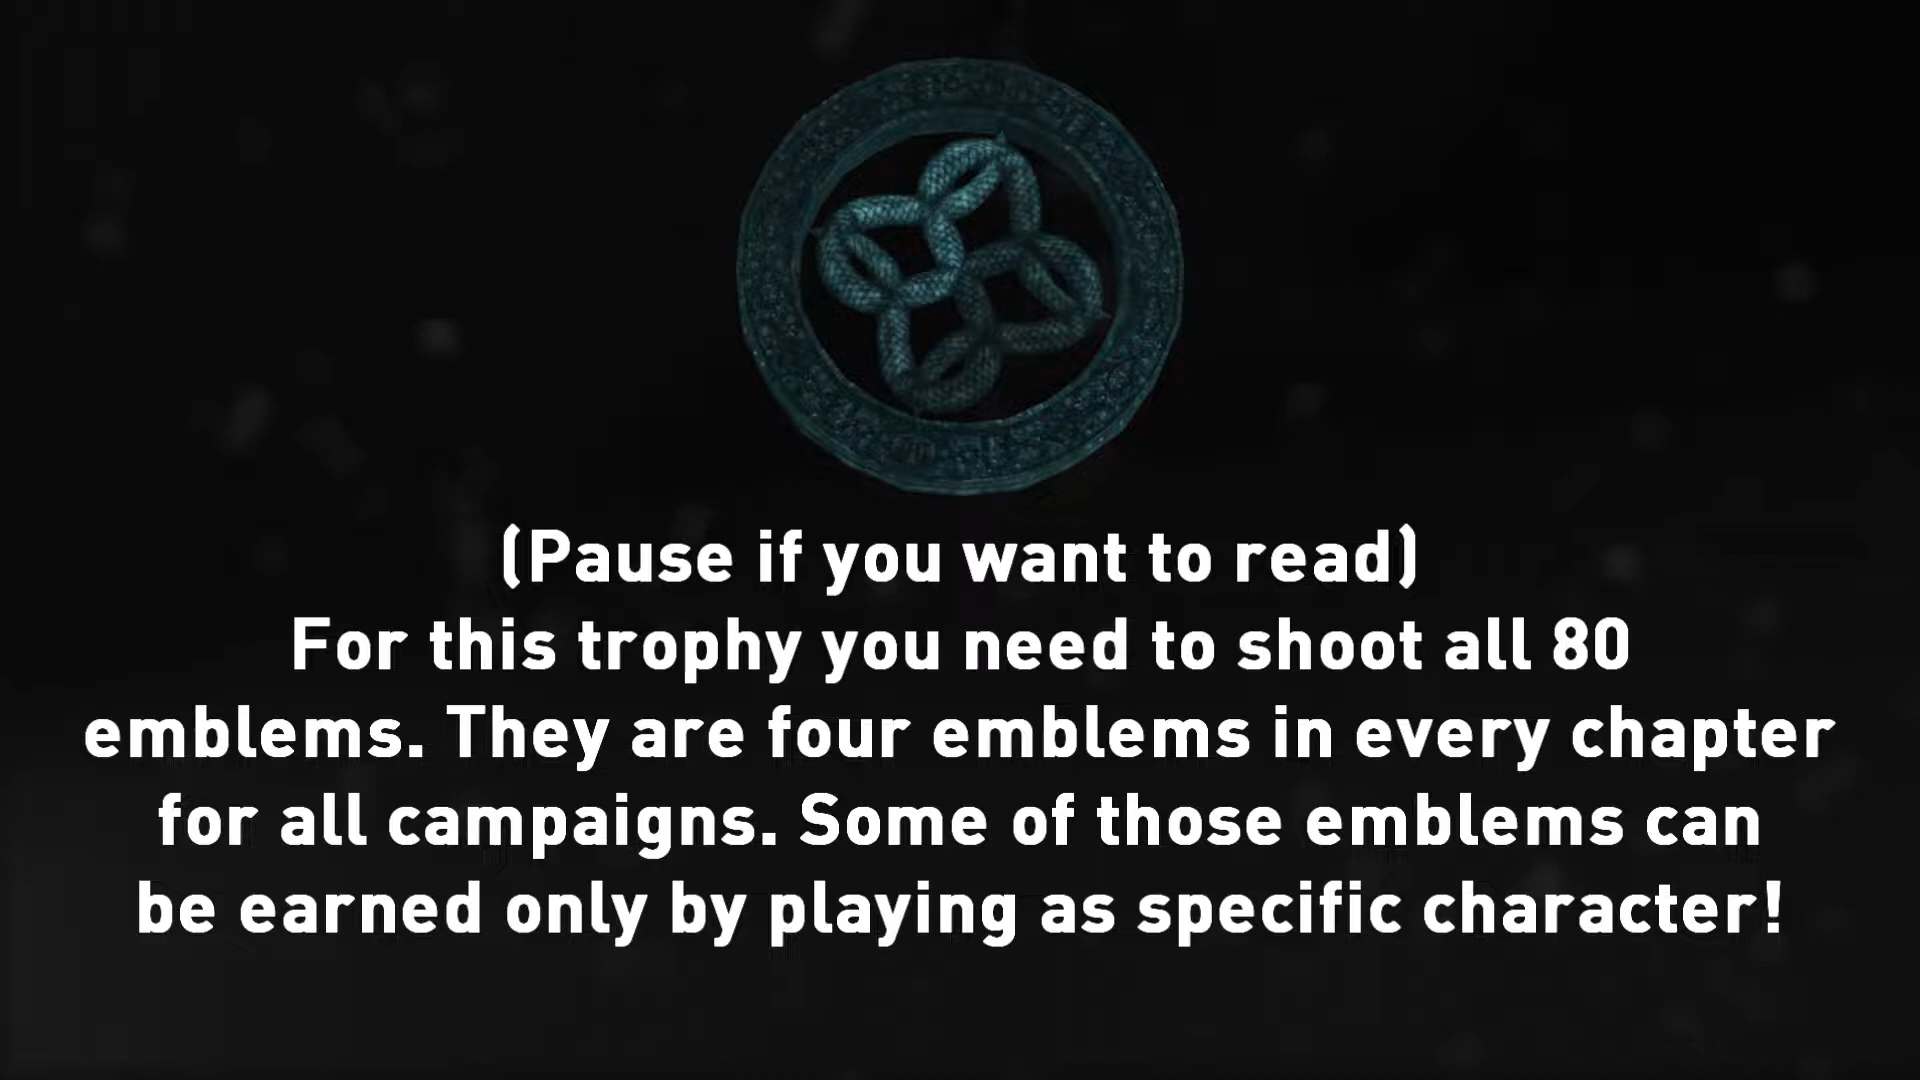 (Pause if you want to read)
For this trophy you need to shoot all 80
emblems. They are four emblems in every chapter
for all campaigns. Some of those emblems can
be earned only by playing as specific character!